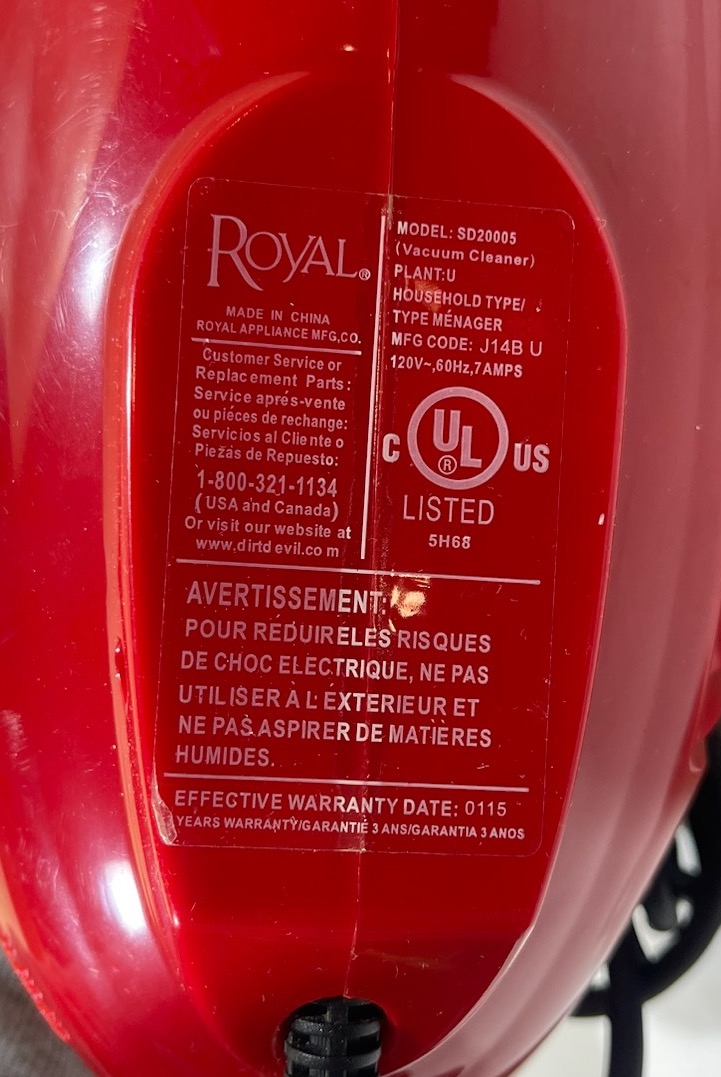 ROYAL®
MADE IN CHINA
ROYAL APPLIANCE MFG,CO.
Customer Service or
Replacement Parts:
Service aprés-vente
ou piéces de rechange:
Servicios al Cliente o
Piezas de Repuesto:
1-800-321-1134
(USA and Canada)
Or visit our website at
www.dirtdevil.com
MODEL: SD20005
(Vacuum Cleaner)
PLANT:U
HOUSEHOLD TYPE/
TYPE MÉNAGER
MFG CODE: J14B U
120V~,60Hz,7AMPS
C UL® US
LISTED
5H68
AVERTISSEMENT:
POUR REDUIRELES RISQUES
DE CHOC ELECTRIQUE, NE PAS
UTILISER À L'EXTERIEUR ET
NE PAS ASPIRER DE MATIÈRES
HUMIDES.
EFFECTIVE WARRANTY DATE: 0115
YEARS WARRANTY/GARANTIE 3 ANS/GARANTIA 3 ANOS